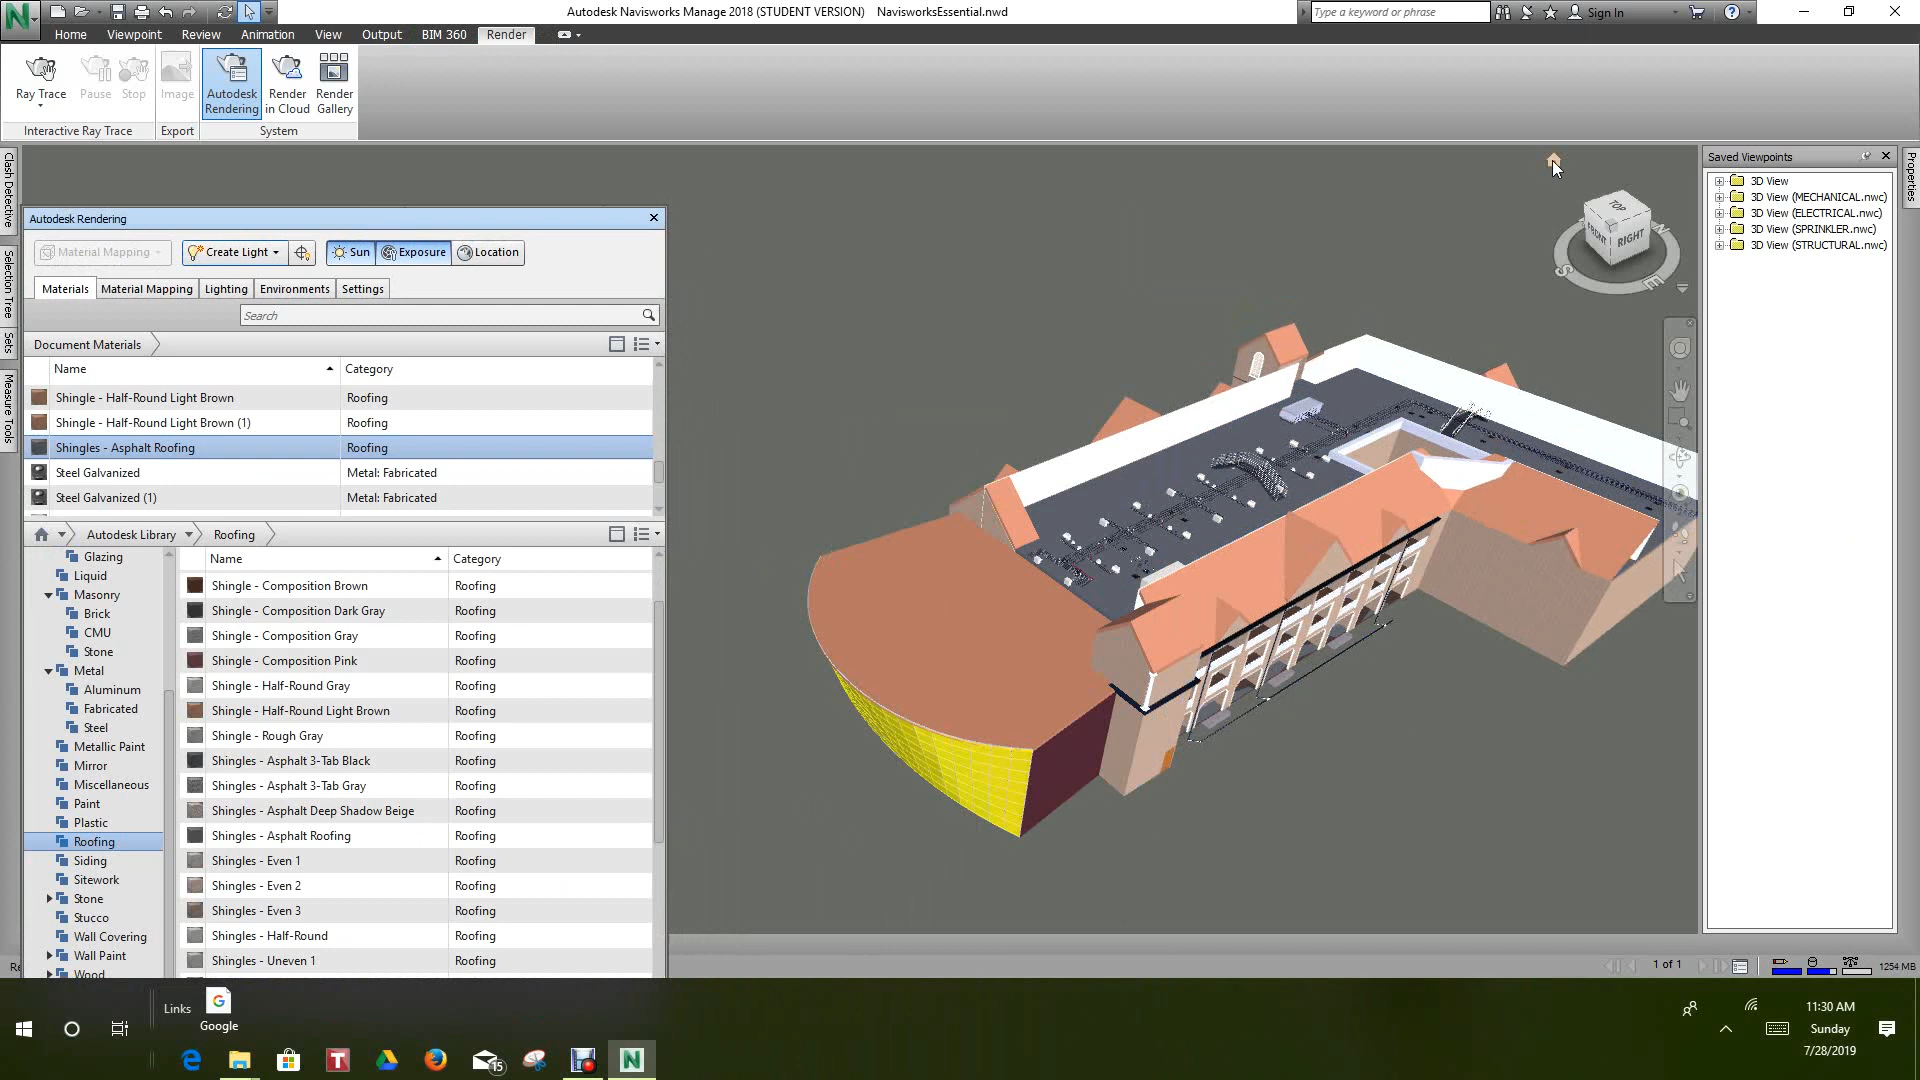 Autodesk Navisworks Manage 2018 (STUDENT VERSION) NavisworksEssential.nwd
Type a keyword or phrase
Sign In
Home Viewpoint Review Animation View Output BIM 360 Render
Ray Trace
Pause
Stop
Image
Autodesk Rendering
Render in Cloud
Render Gallery
Interactive Ray Trace
Export
System
Clash Detective
Selection Tree
Sets
Measure Tools
Properties
Autodesk Rendering
Material Mapping
Create Light
Sun
Exposure
Location
Materials Material Mapping Lighting Environments Settings
Search
Document Materials
Name Category
Shingle - Half-Round Light Brown Roofing
Shingle - Half-Round Light Brown (1) Roofing
Shingles - Asphalt Roofing Roofing
Steel Galvanized Metal: Fabricated
Steel Galvanized (1) Metal: Fabricated
Autodesk Library Roofing
Glazing
Liquid
Masonry
Brick
CMU
Stone
Metal
Aluminum
Fabricated
Steel
Metallic Paint
Mirror
Miscellaneous
Paint
Plastic
Roofing
Siding
Sitework
Stone
Stucco
Wall Covering
Wall Paint
Wood
Name Category
Shingle - Composition Brown Roofing
Shingle - Composition Dark Gray Roofing
Shingle - Composition Gray Roofing
Shingle - Composition Pink Roofing
Shingle - Half-Round Gray Roofing
Shingle - Half-Round Light Brown Roofing
Shingle - Rough Gray Roofing
Shingles - Asphalt 3-Tab Black Roofing
Shingles - Asphalt 3-Tab Gray Roofing
Shingles - Asphalt Deep Shadow Beige Roofing
Shingles - Asphalt Roofing Roofing
Shingles - Even 1 Roofing
Shingles - Even 2 Roofing
Shingles - Even 3 Roofing
Shingles - Half-Round Roofing
Shingles - Uneven 1 Roofing
TOP
FRONT
RIGHT
N
S
E
Saved Viewpoints
3D View
3D View (MECHANICAL.nwc)
3D View (ELECTRICAL.nwc)
3D View (SPRINKLER.nwc)
3D View (STRUCTURAL.nwc)
Re
1 of 1
1254 MB
Links
Google
15
11:30 AM
Sunday
7/28/2019